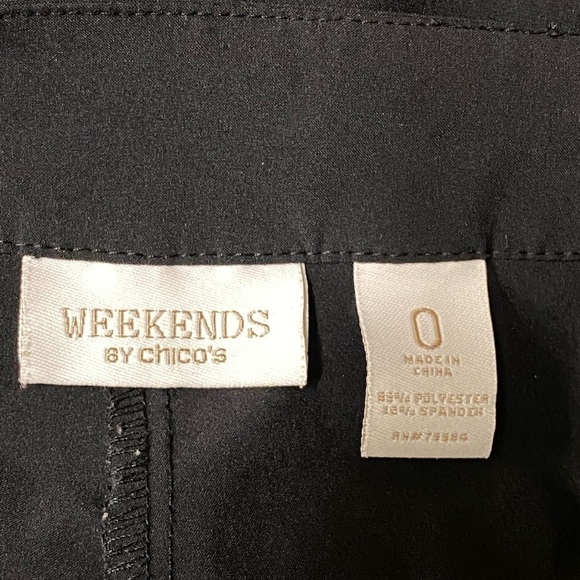 WEEKENDS
BY CHICO'S
0
MADE IN
CHINA
POLYESTER
SPANDEX